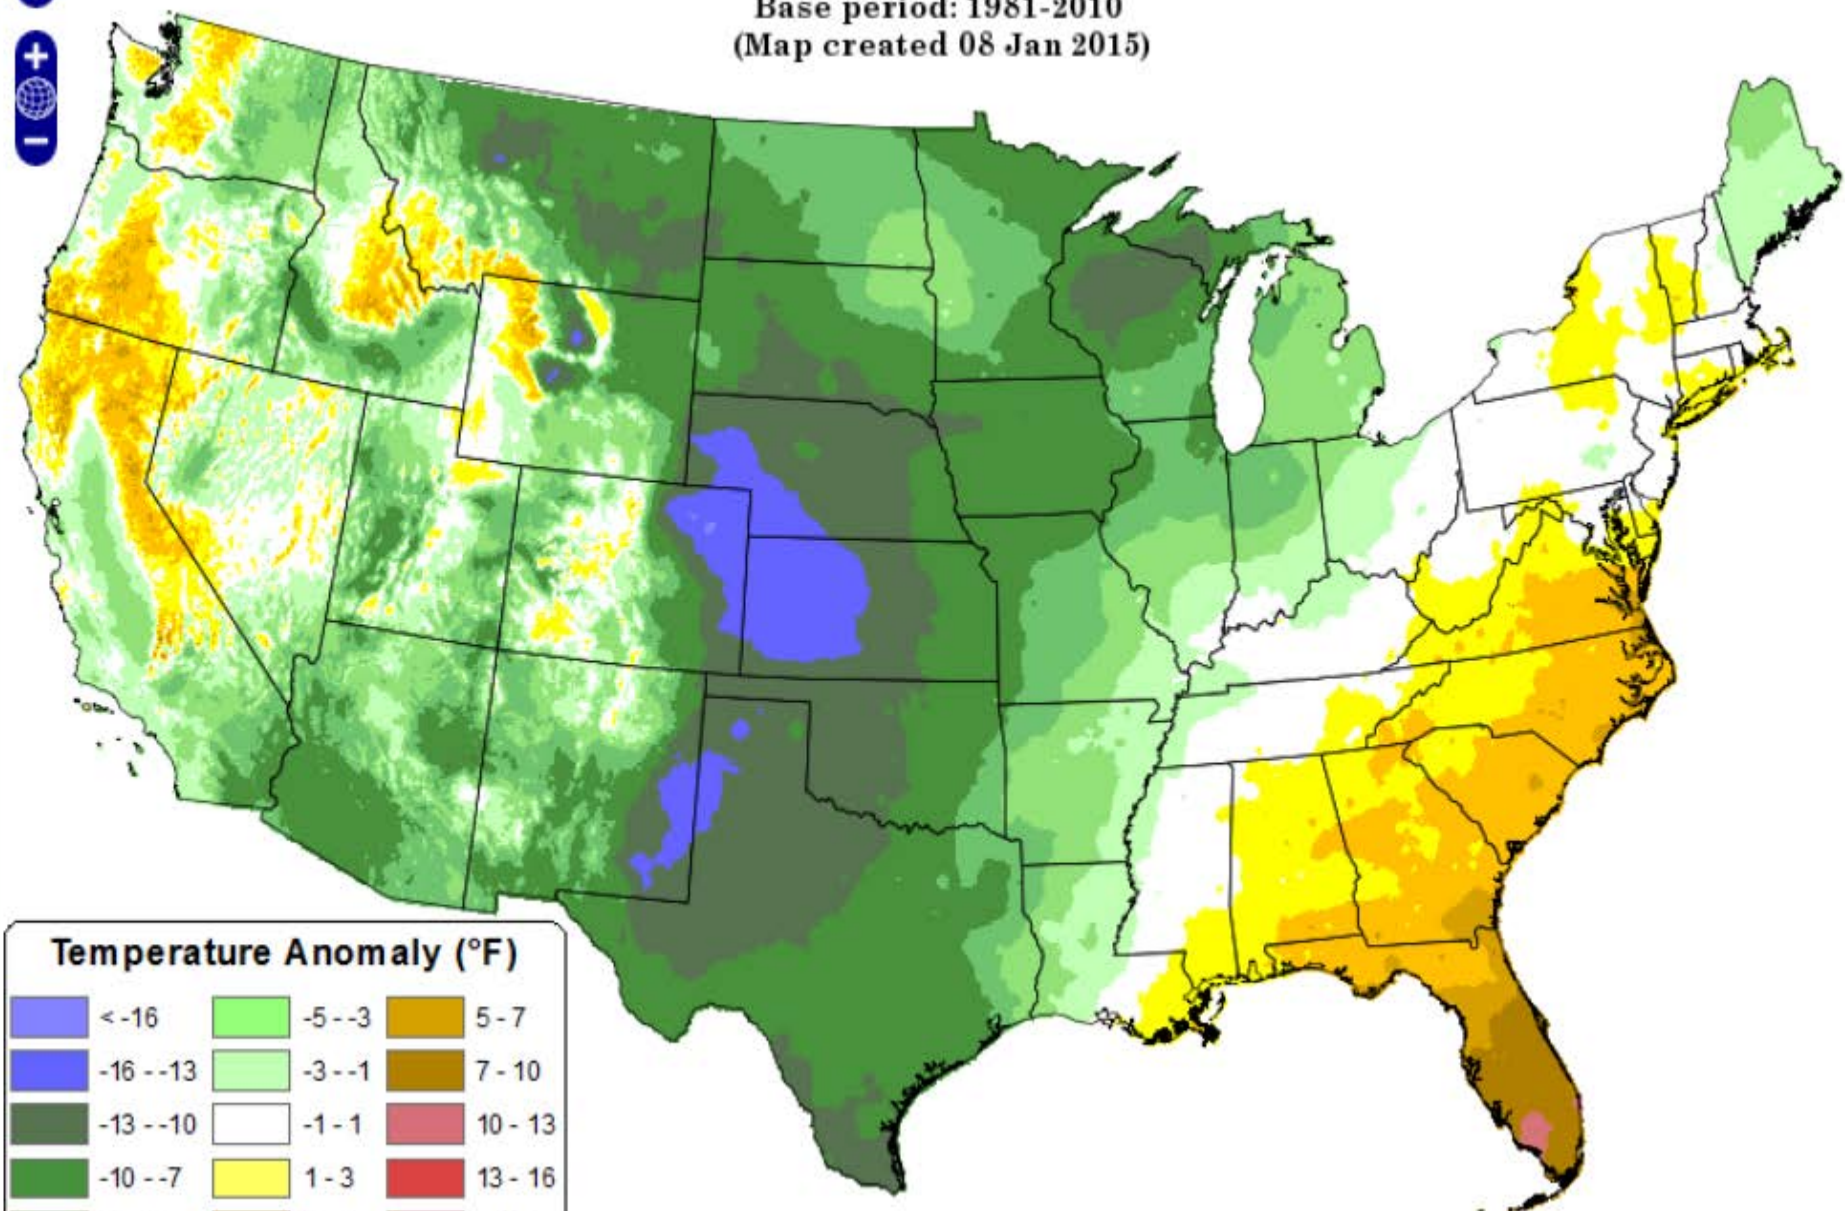 Base period: 1981-2010
(Map created 08 Jan 2015)
Temperature Anomaly (°F)
< -16
-5 - -3
5 - 7
-16 - -13
-3 - -1
7 - 10
-13 - -10
-1 - 1
10 - 13
-10 - -7
1 - 3
13 - 16